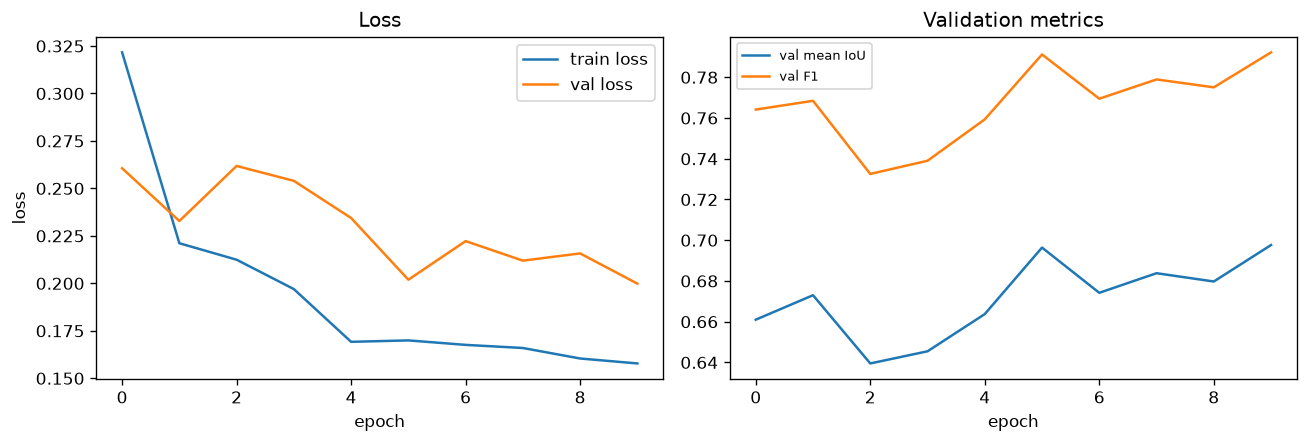 Loss
0.325
0.300
0.275
0.250
0.225
0.200
0.175
0.150
loss
0 2 4 6 8
epoch
train loss
val loss
Validation metrics
0.78
0.76
0.74
0.72
0.70
0.68
0.66
0.64
0 2 4 6 8
epoch
val mean IoU
val F1